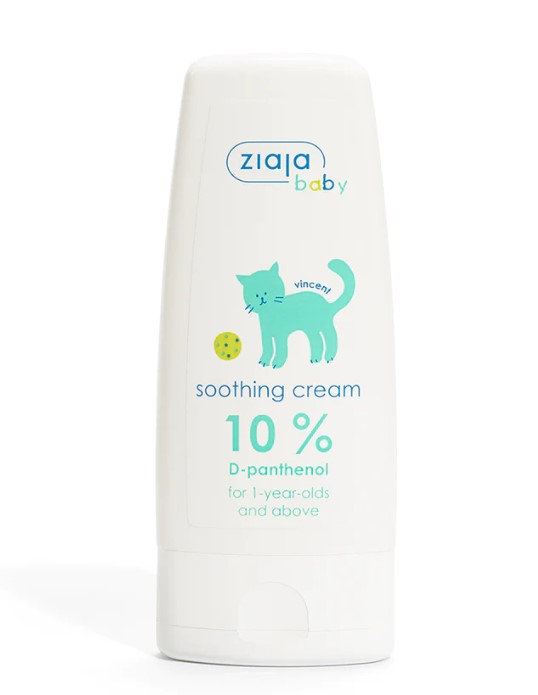 ziaja
baby
vincent
soothing cream
10 %
D-panthenol
for 1-year-olds
and above